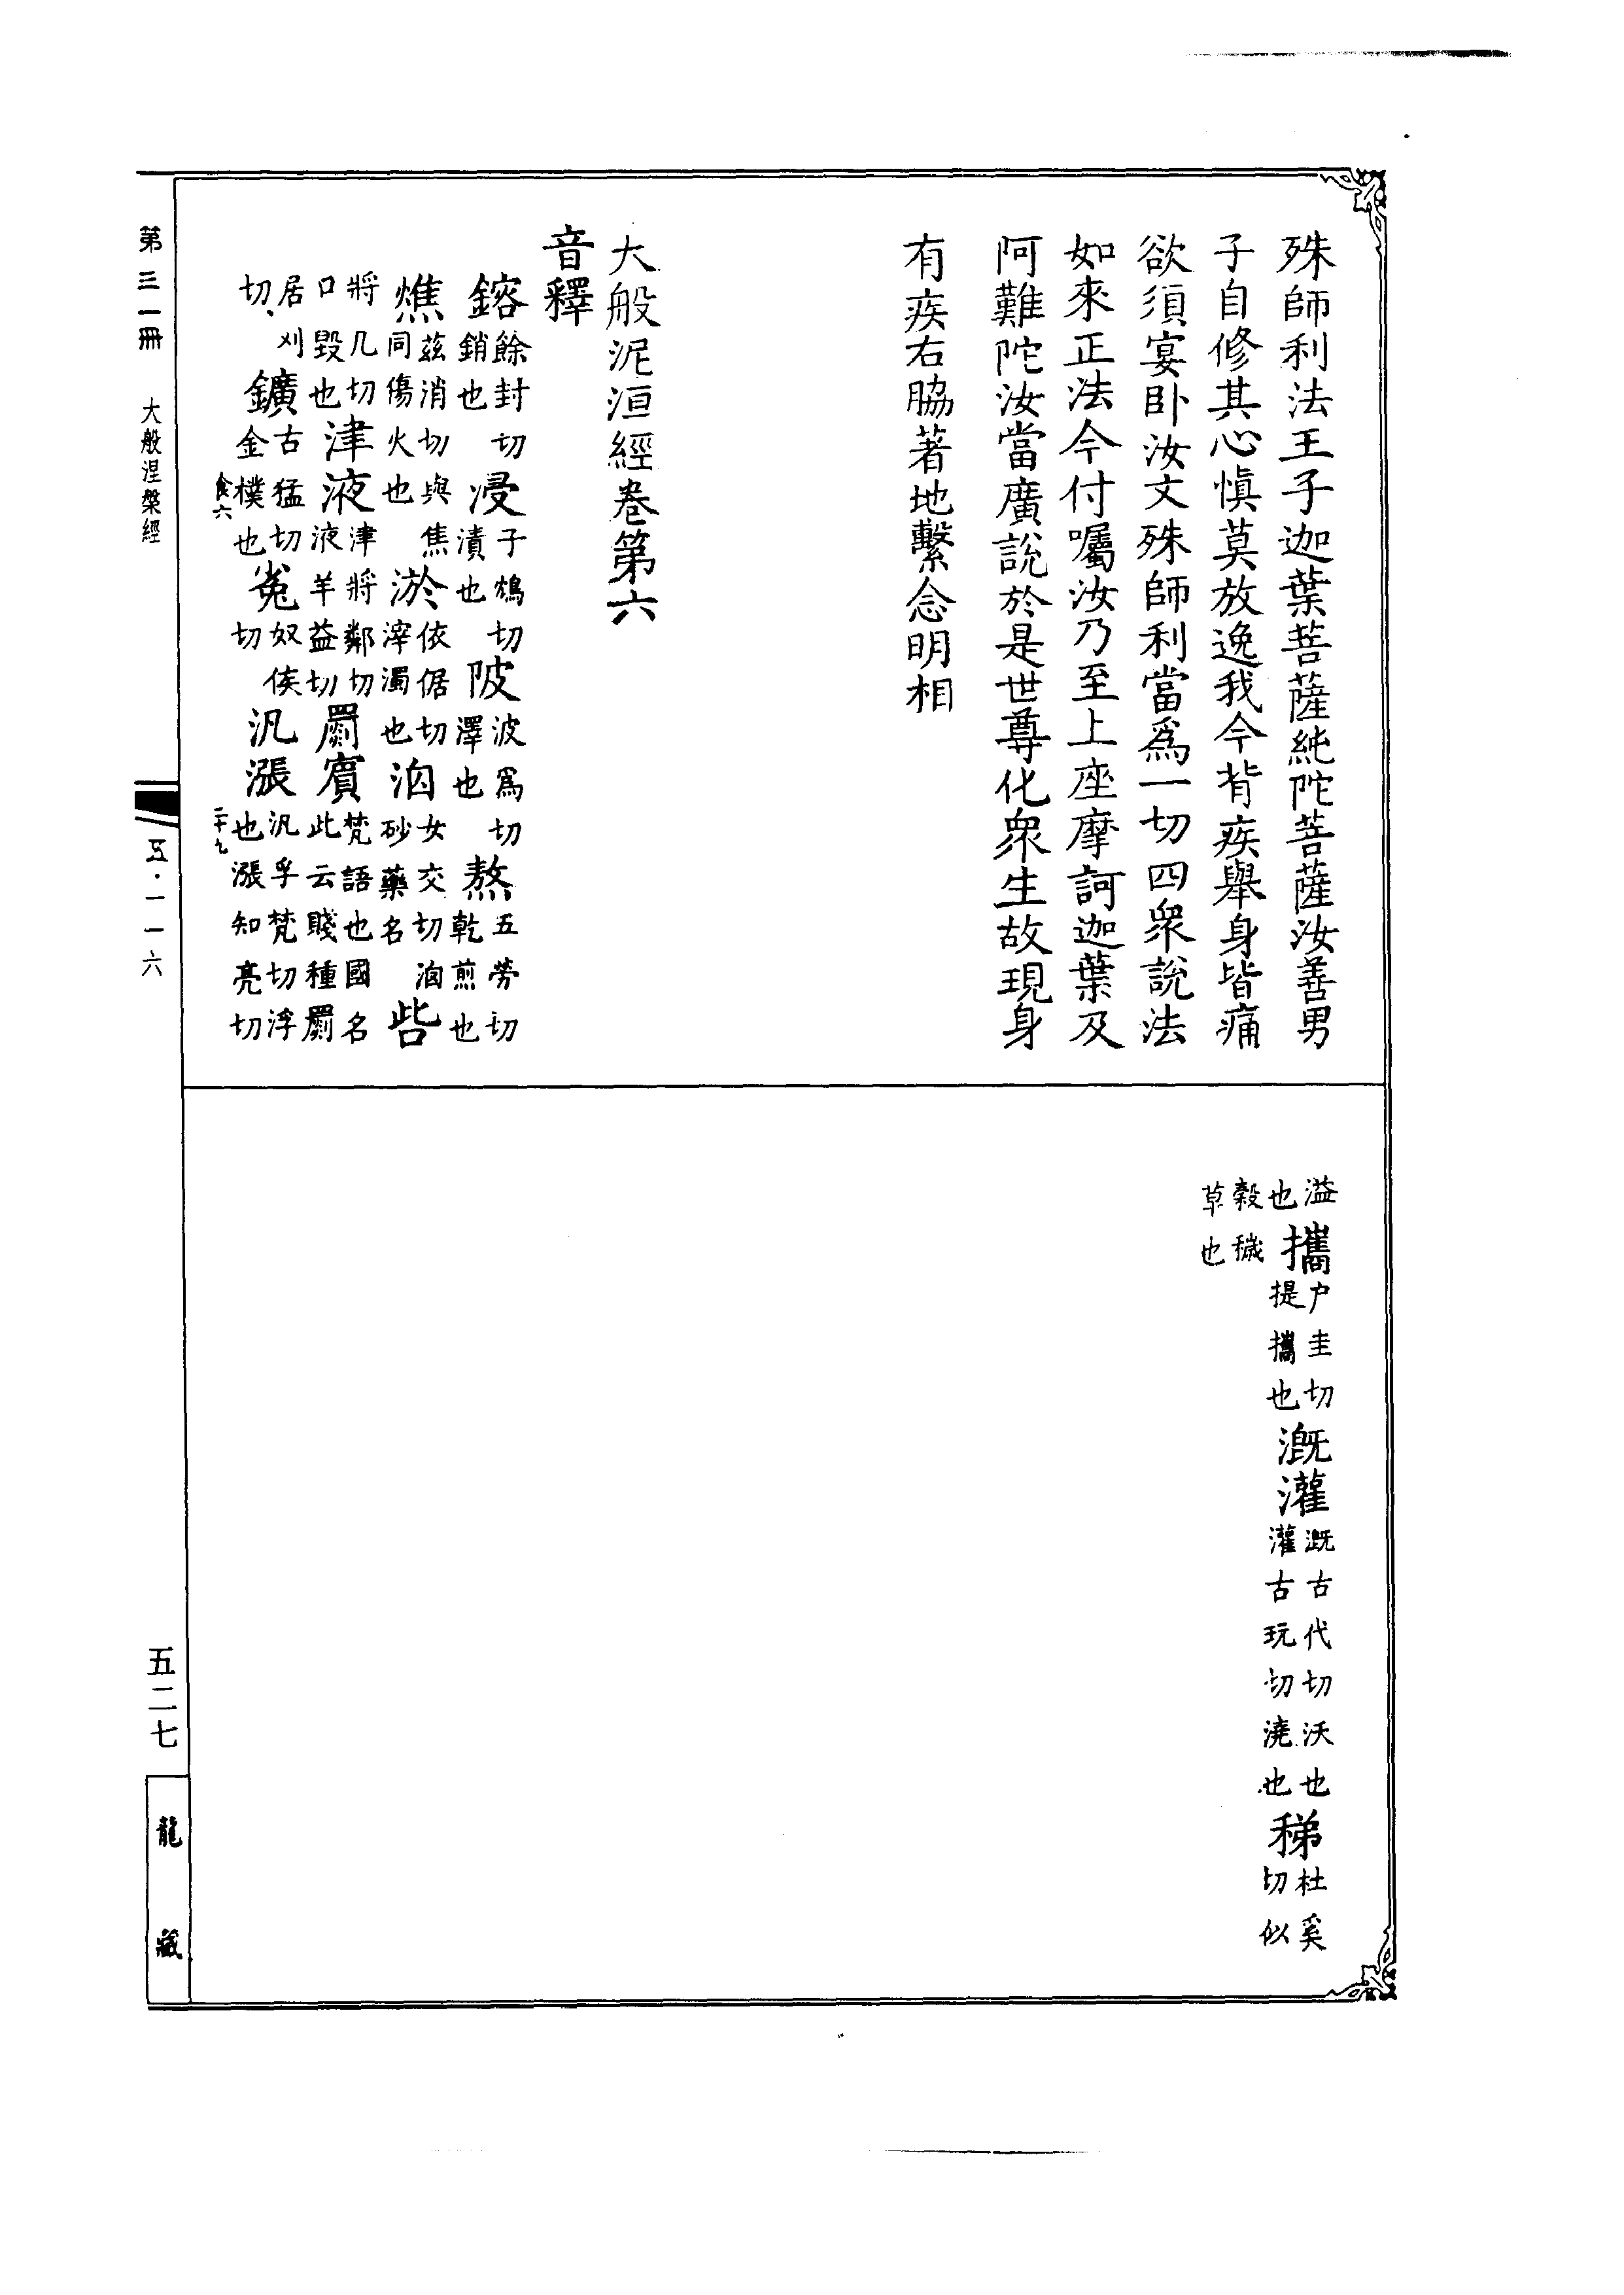 殊師利法王子迦葉菩薩純陀菩薩汝善男
子自修其心慎莫放逸我今背疾舉身皆痛
欲須宴卧汝文殊師利當爲一切四衆說法
如來正法今付囑汝乃至上座摩訶迦葉及
阿難陀汝當廣說於是世尊化衆生故現身
有疾右脇著地繫念明相
大般泥洹經卷第六
音釋
鎔餘封切銷也浸子鴆切漬也陂波爲切澤也熬五勞切乾煎也
燋茲消切與焦同傷火也淤依倨切滓濁也洶女交切洶砂藥名呰
將几切口毀也津液津將鄰切液羊益切罽賓梵語也國名此云賤種罽
居刈切鑛古猛切金樸也㝹奴侯切汎漲汎孚梵切浮也漲知亮切
溢也攜户圭切提攜也溉灌溉古代切沃也灌古玩切澆也稊杜奚切似
穀穢草也
食六
二十九
第三一冊
大般涅槃經
五·一一六
五二七
龍藏